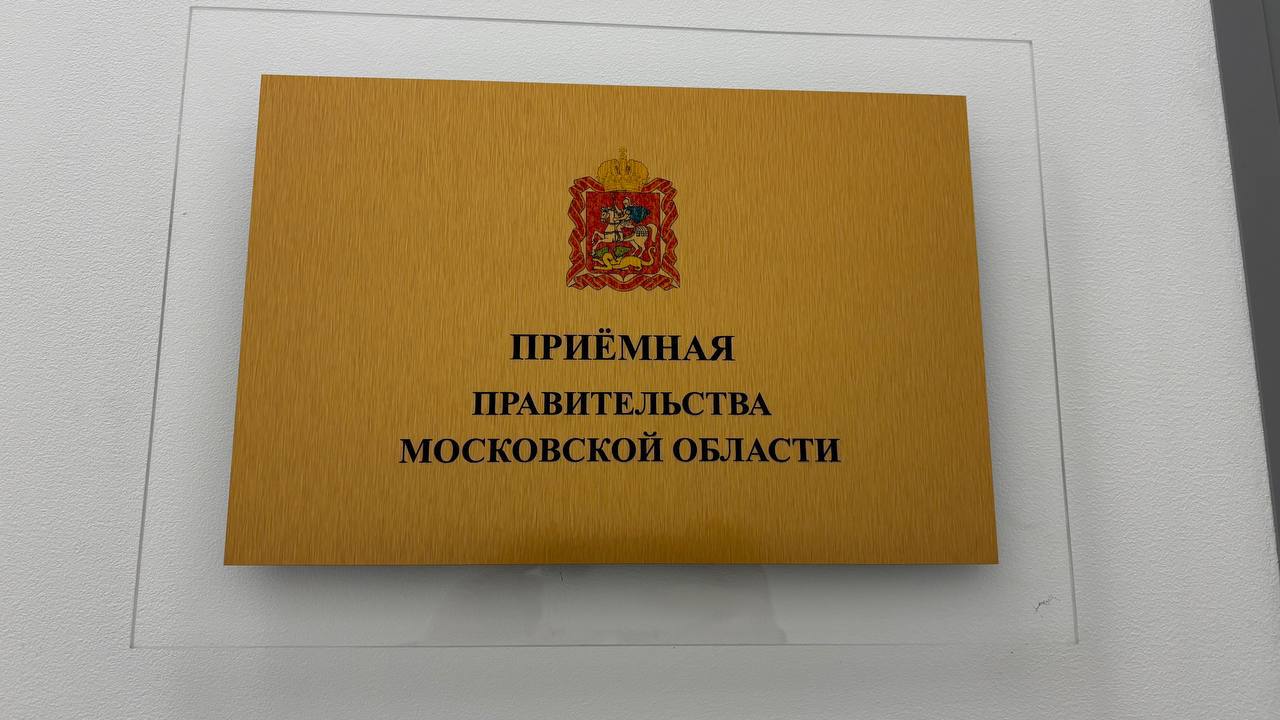 ПРИЁМНАЯ
ПРАВИТЕЛЬСТВА
МОСКОВСКОЙ ОБЛАСТИ